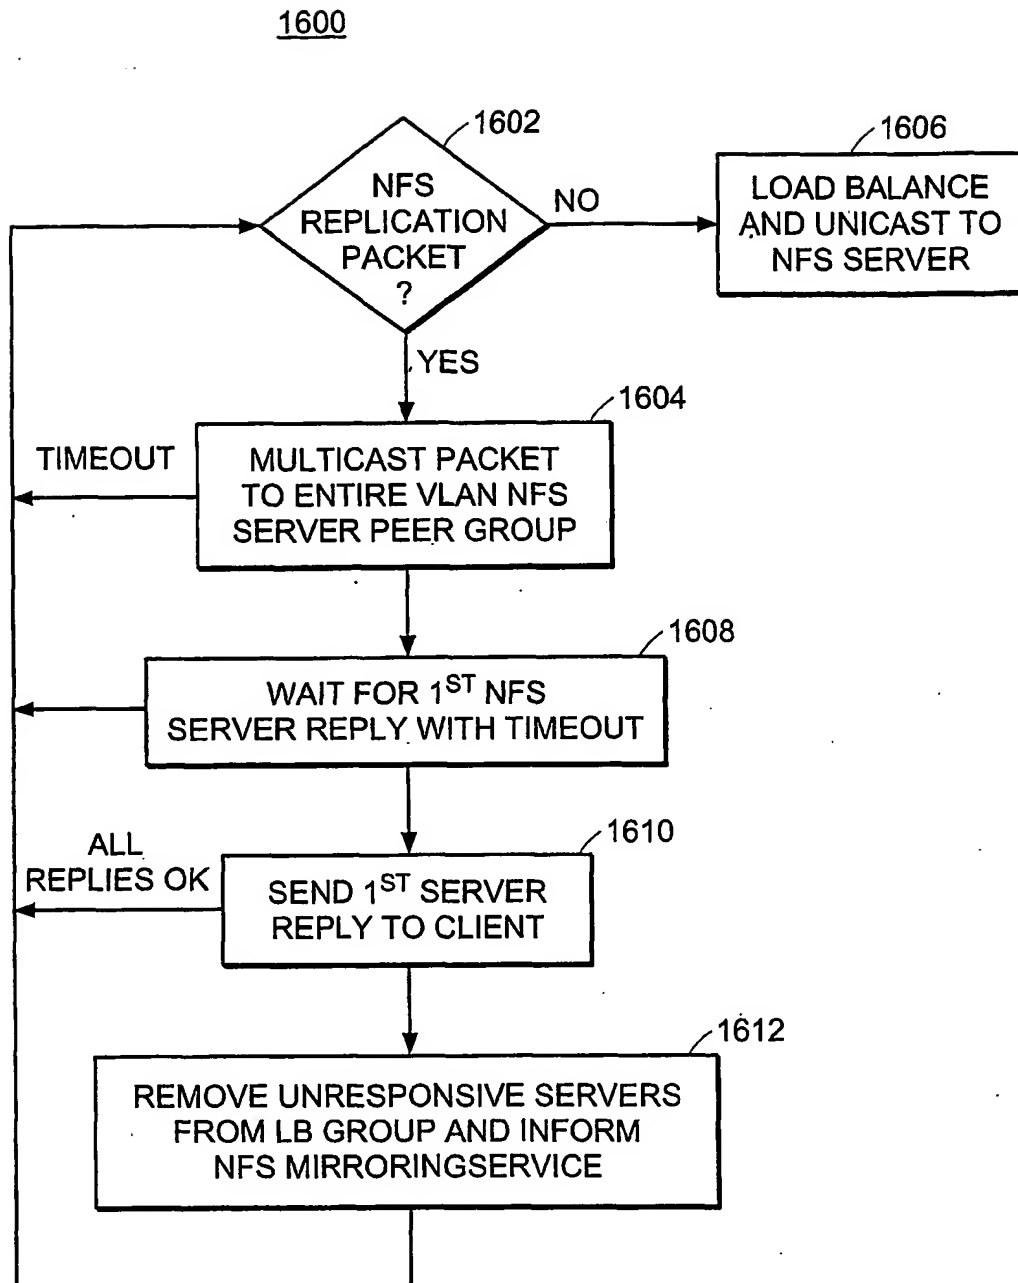 1600
1602
NFS
REPLICATION
PACKET
?
NO
1606
LOAD BALANCE
AND UNICAST TO
NFS SERVER
YES
1604
TIMEOUT
MULTICAST PACKET
TO ENTIRE VLAN NFS
SERVER PEER GROUP
1608
WAIT FOR 1ST NFS
SERVER REPLY WITH TIMEOUT
1610
ALL
REPLIES OK
SEND 1ST SERVER
REPLY TO CLIENT
1612
REMOVE UNRESPONSIVE SERVERS
FROM LB GROUP AND INFORM
NFS MIRRORINGSERVICE